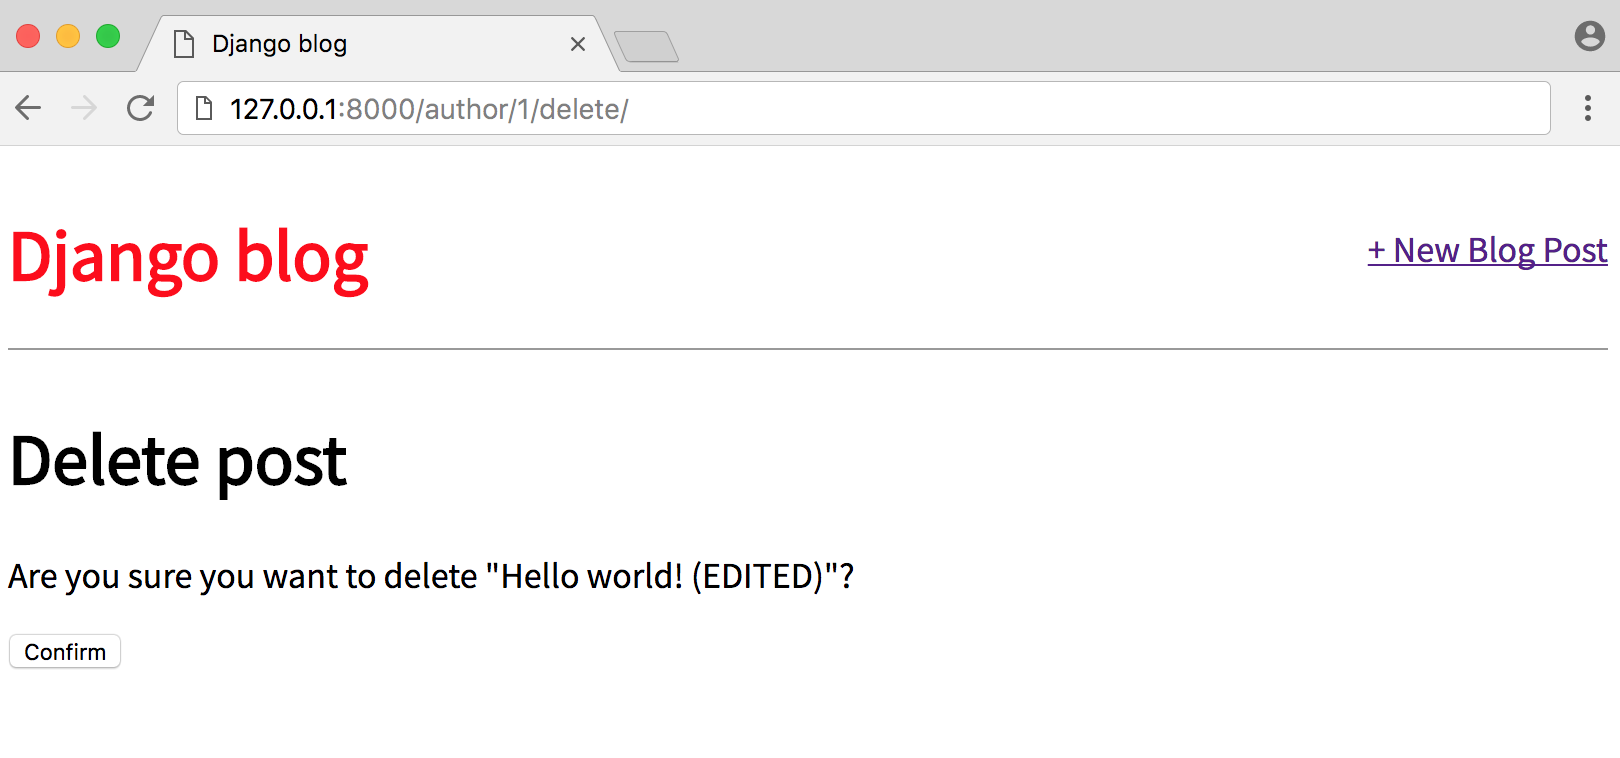 Django blog
127.0.0.1:8000/author/1/delete/
Django blog
+ New Blog Post
Delete post
Are you sure you want to delete "Hello world! (EDITED)"?
Confirm